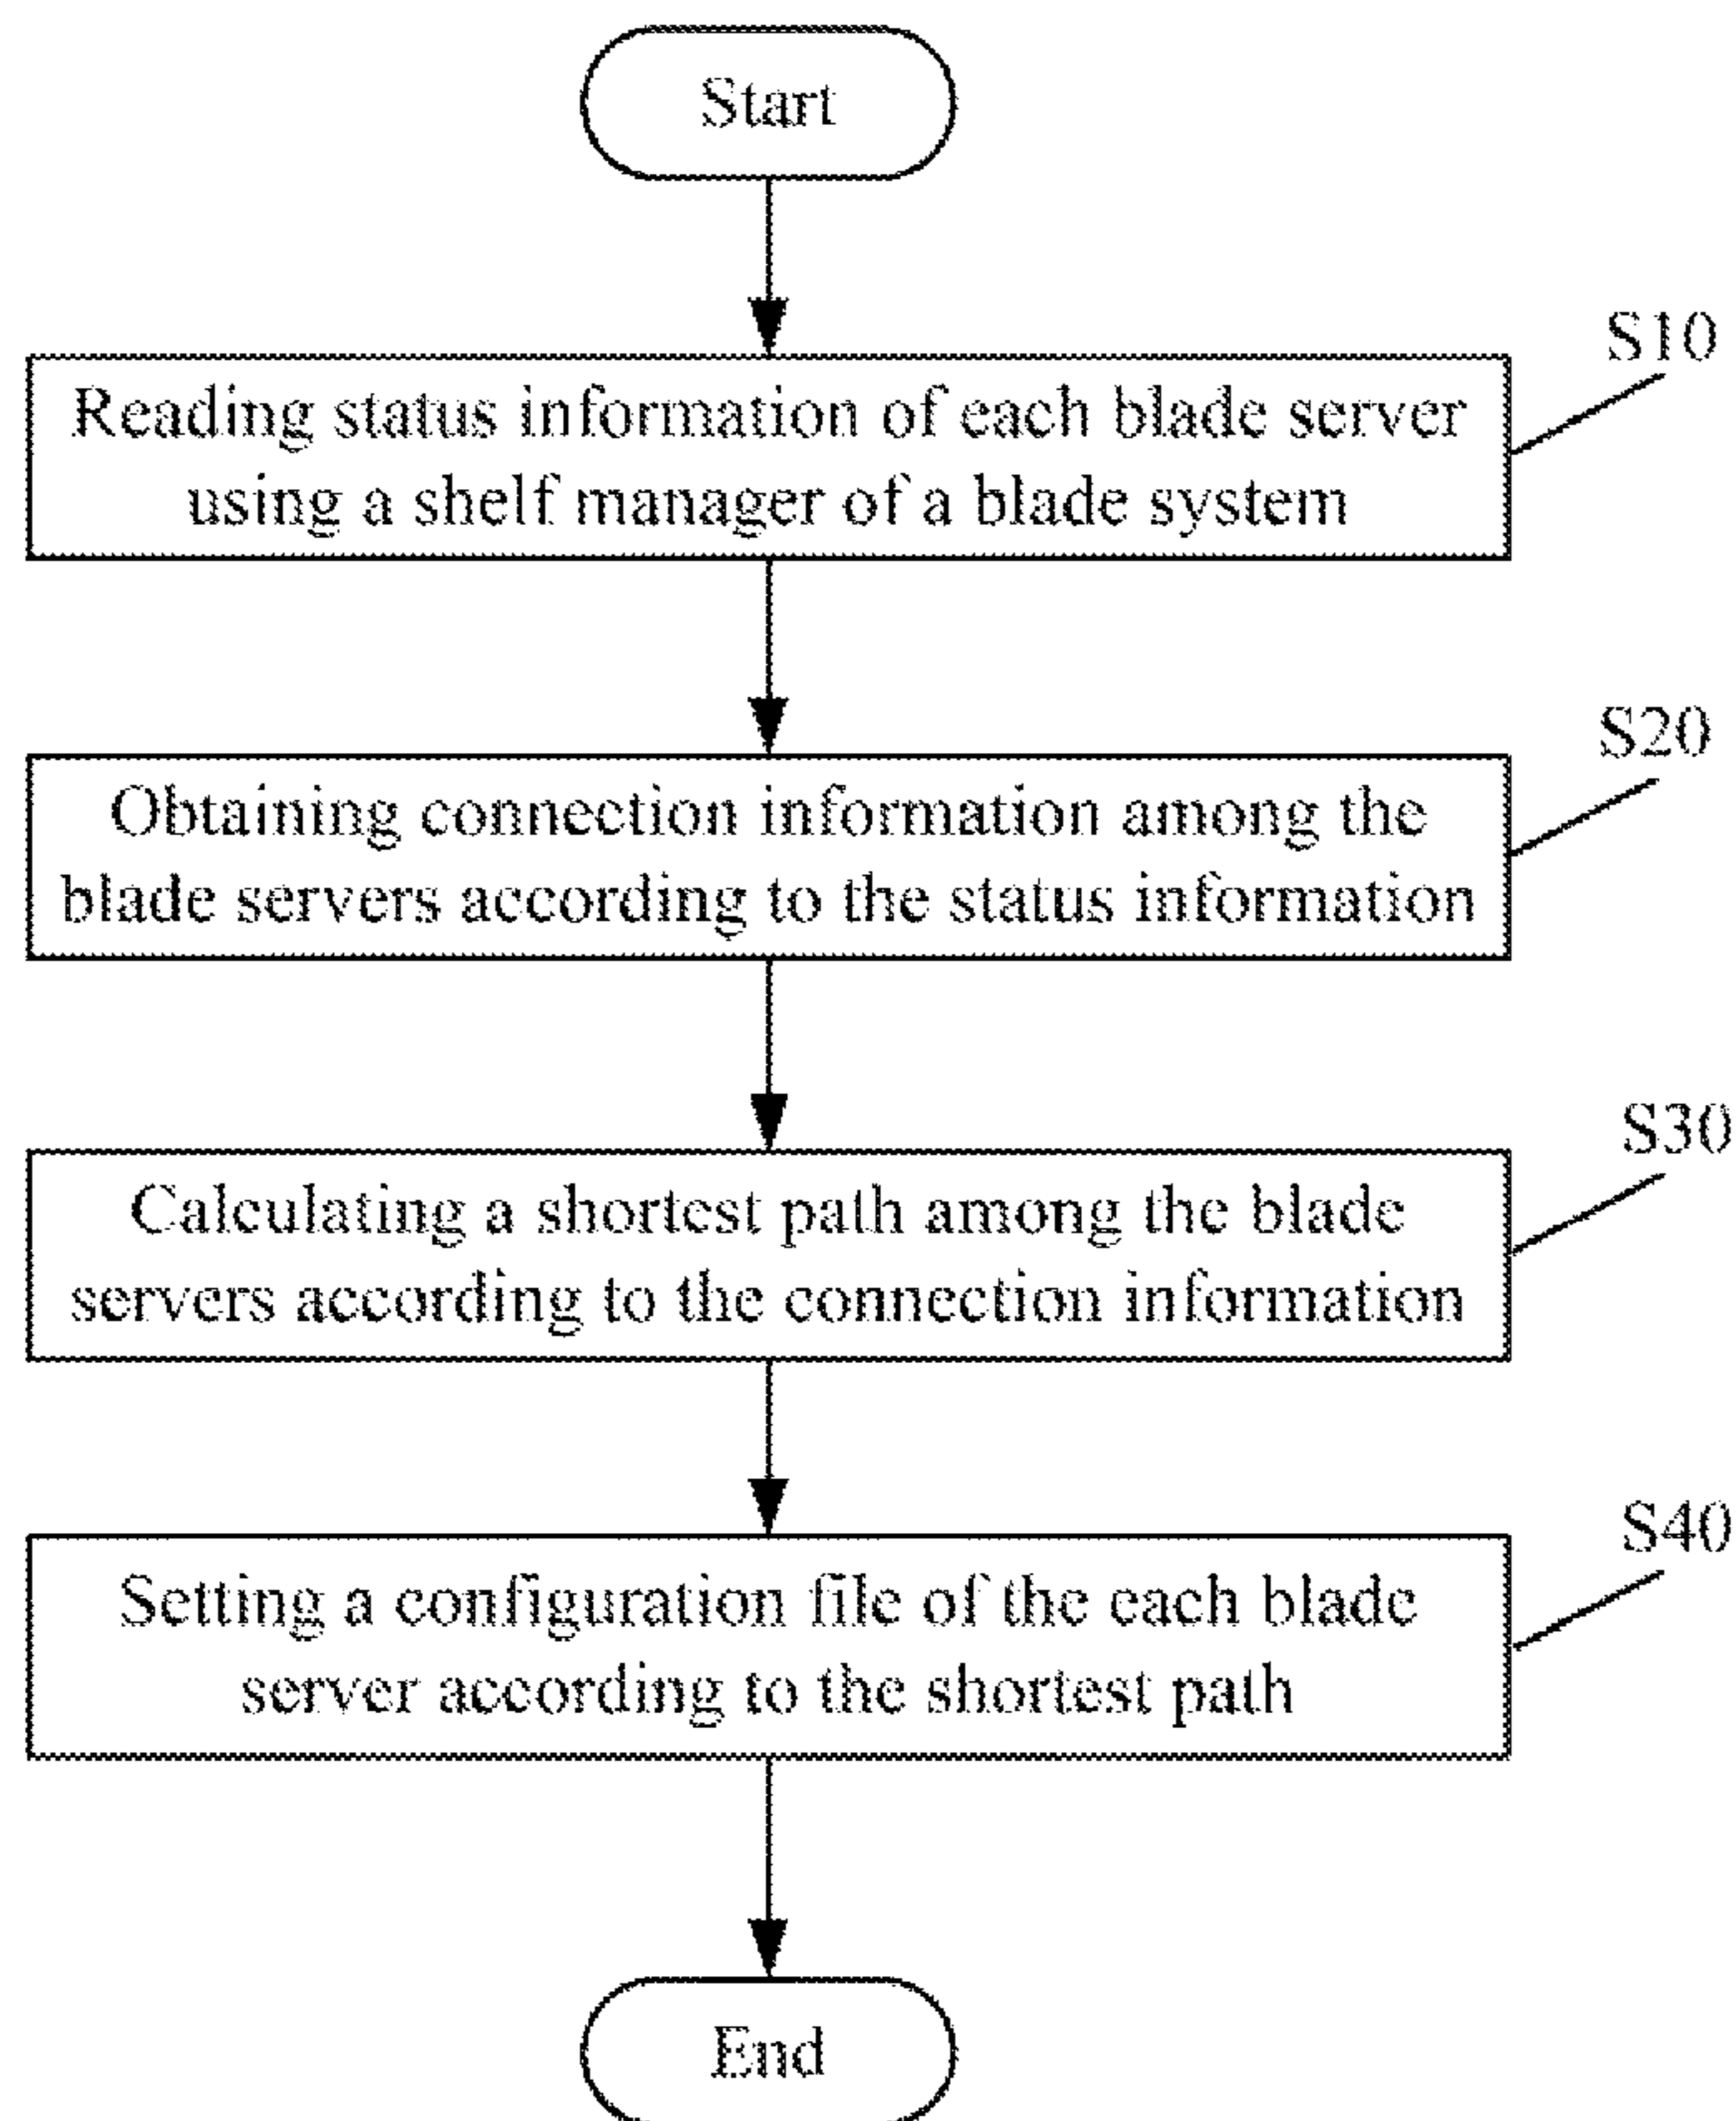 Start
S10
Reading status information of each blade server
using a shelf manager of a blade system
S20
Obtaining connection information among the
blade servers according to the status information
S30
Calculating a shortest path among the blade
servers according to the connection information
S40
Setting a configuration file of the each blade
server according to the shortest path
End